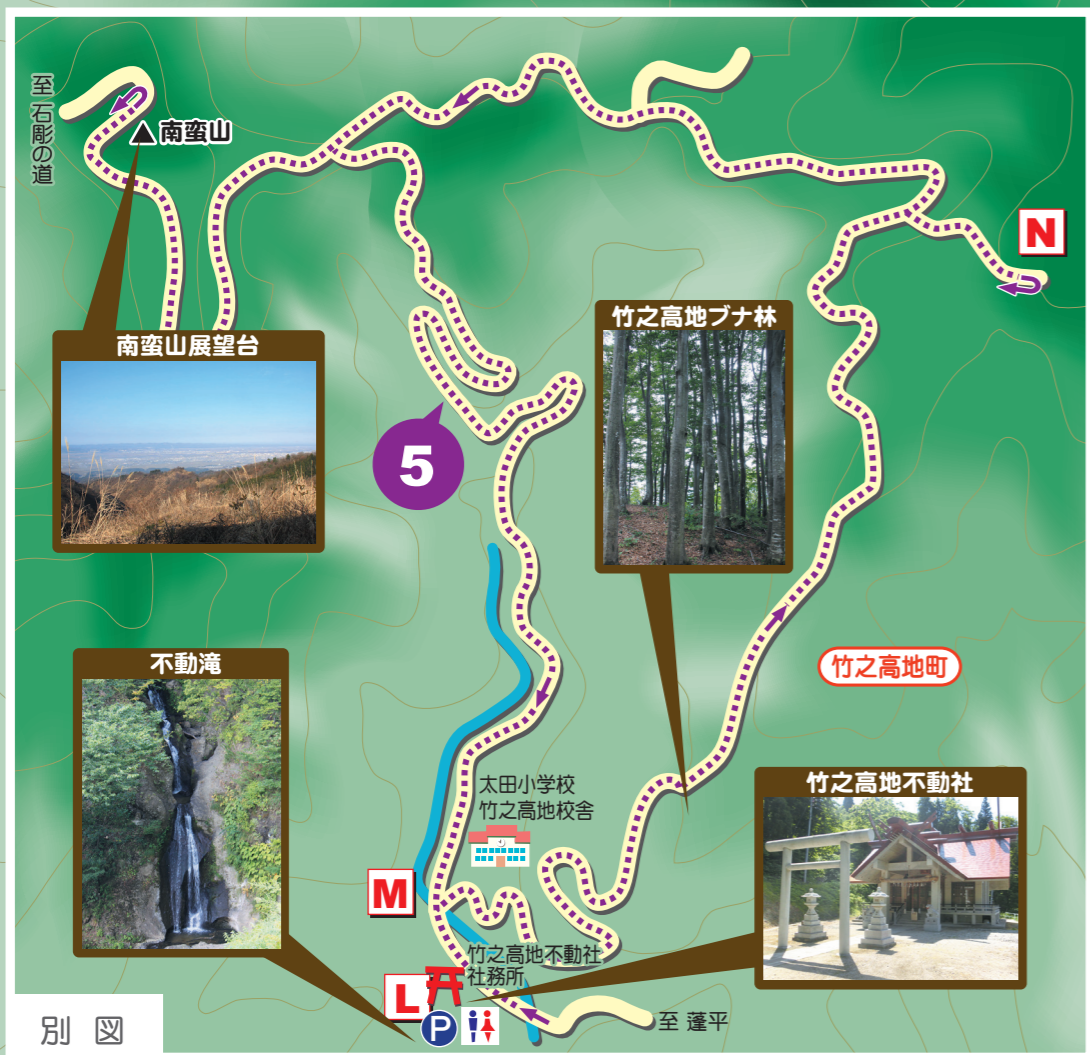 至 石彫の道
南蛮山
N
南蛮山展望台
竹之高地ブナ林
5
竹之高地町
不動滝
太田小学校
竹之高地校舎
竹之高地不動社
M
竹之高地不動社
社務所
L
P
至 蓬平
別 図